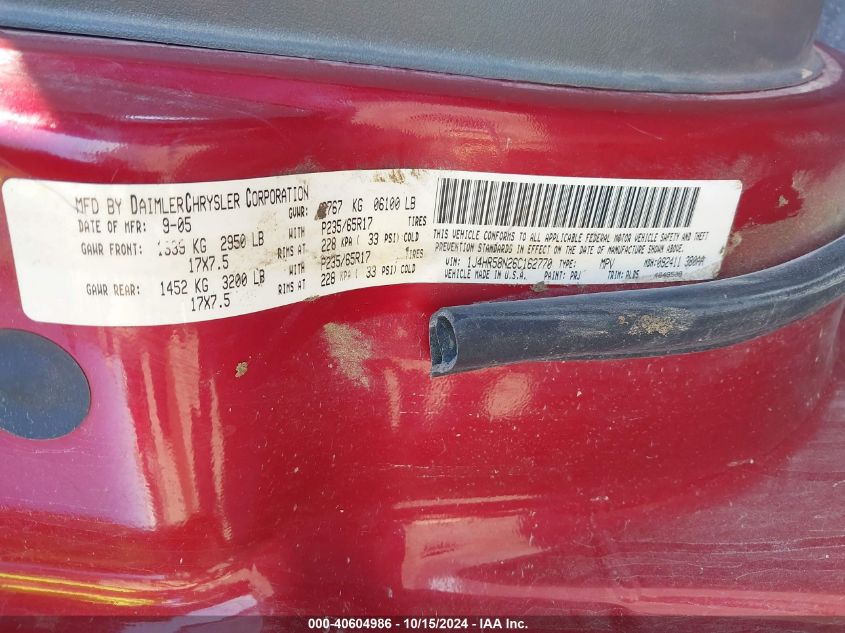 MFD BY DAIMLERCHRYSLER CORPORATION
DATE OF MFR: 9-05 GVWR: 767 KG 06100 LB
GAWR FRONT: KG 2950 LB WITH P235/65R17 TIRES
17X7.5 RIMS AT 228 KPA ( 33 PSI) COLD
GAWR REAR: 1452 KG 3200 LB WITH P235/65R17 TIRES
17X7.5 RIMS AT 228 KPA ( 33 PSI) COLD
THIS VEHICLE CONFORMS TO ALL APPLICABLE FEDERAL MOTOR VEHICLE SAFETY AND THEFT
PREVENTION STANDARDS IN EFFECT ON THE DATE OF MANUFACTURE SHOWN ABOVE.
VIN: 1J4HR58N26C162770 TYPE: MPV MDH: 092411
VEHICLE MADE IN U.S.A. PAINT: PRJ TRIM:
000-40604986 - 10/15/2024 - IAA Inc.